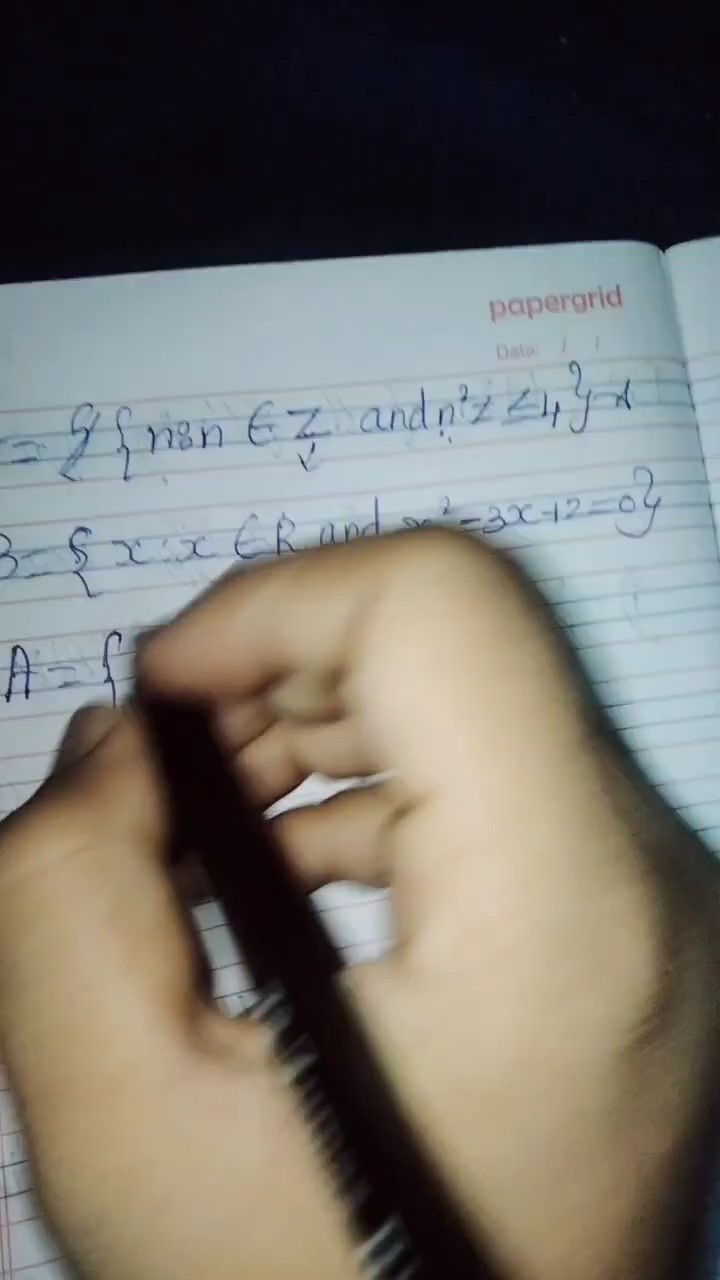 papergrid
Date: / /
= { { n:n ∈ Z and n² ≤ 4}
B = { x : x ∈ R and x² - 3x + 2 = 0}
A = {